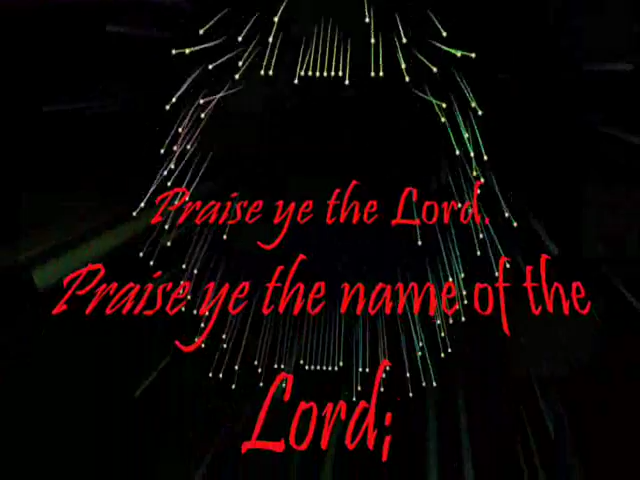 Praise ye the Lord.
Praise ye the name of the
Lord;